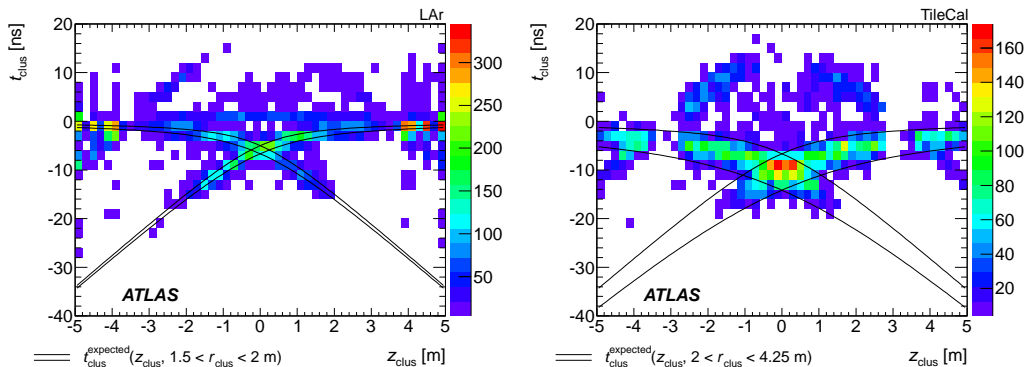 LAr
t_clus [ns]
20
10
0
-10
-20
-30
-40
-5 -4 -3 -2 -1 0 1 2 3 4 5
50
100
150
200
250
300
ATLAS
z_clus [m]
t_clus^expected(z_clus, 1.5 < r_clus < 2 m)
TileCal
t_clus [ns]
20
10
0
-10
-20
-30
-40
-5 -4 -3 -2 -1 0 1 2 3 4 5
20
40
60
80
100
120
140
160
ATLAS
z_clus [m]
t_clus^expected(z_clus, 2 < r_clus < 4.25 m)